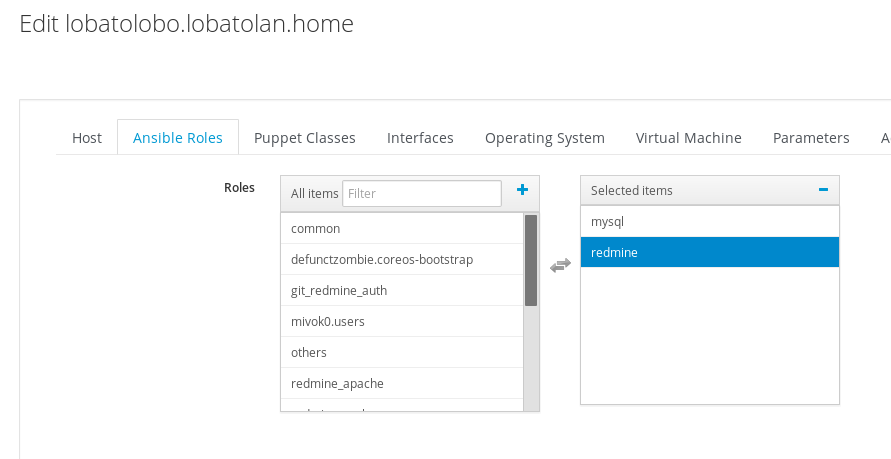 Edit lobatolobo.lobatolan.home
Host Ansible Roles Puppet Classes Interfaces Operating System Virtual Machine Parameters
Roles
All items Filter
common
defunctzombie.coreos-bootstrap
git_redmine_auth
mivok0.users
others
redmine_apache
Selected items
mysql
redmine